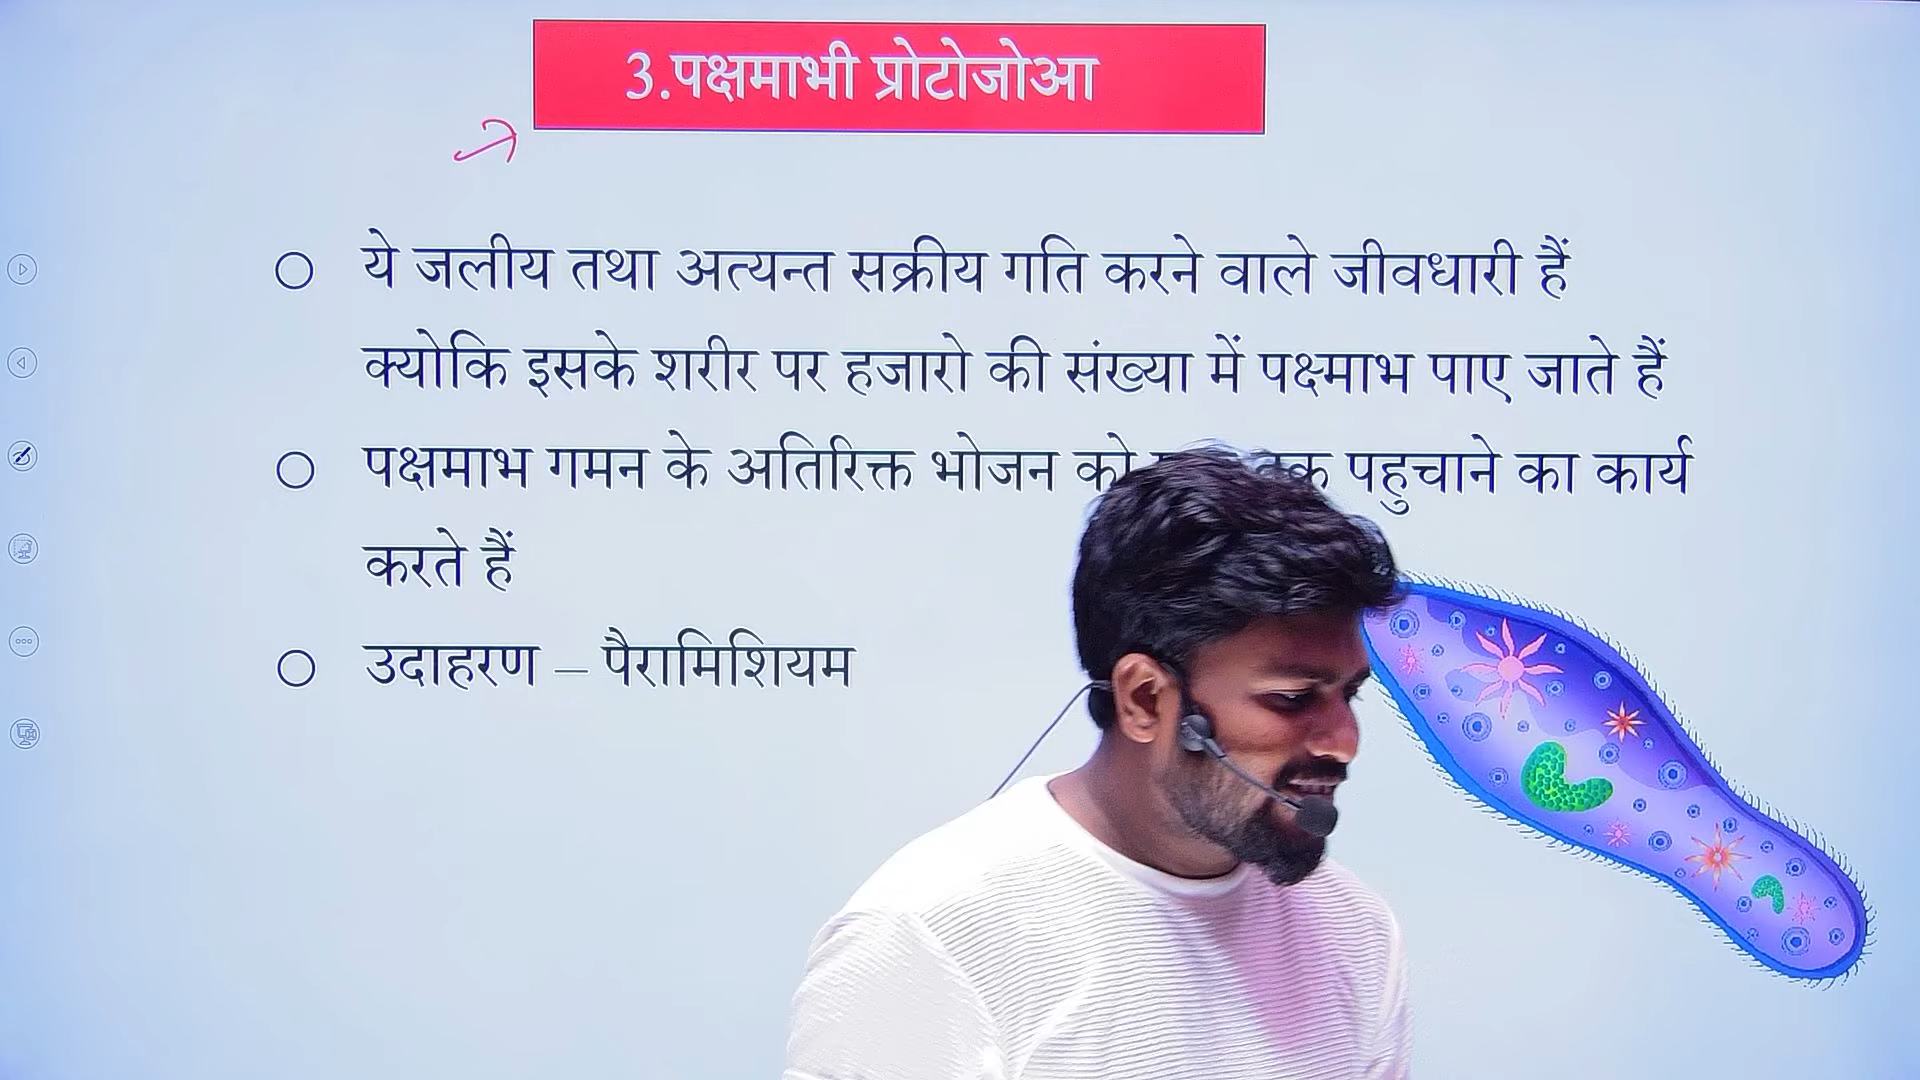 3.पक्षमाभी प्रोटोजोआ
ये जलीय तथा अत्यन्त सक्रीय गति करने वाले जीवधारी हैं
क्योकि इसके शरीर पर हजारो की संख्या में पक्ष्माभ पाए जाते हैं
पक्षमाभ गमन के अतिरिक्त भोजन को पहुचाने का कार्य
करते हैं
उदाहरण – पैरामिशियम